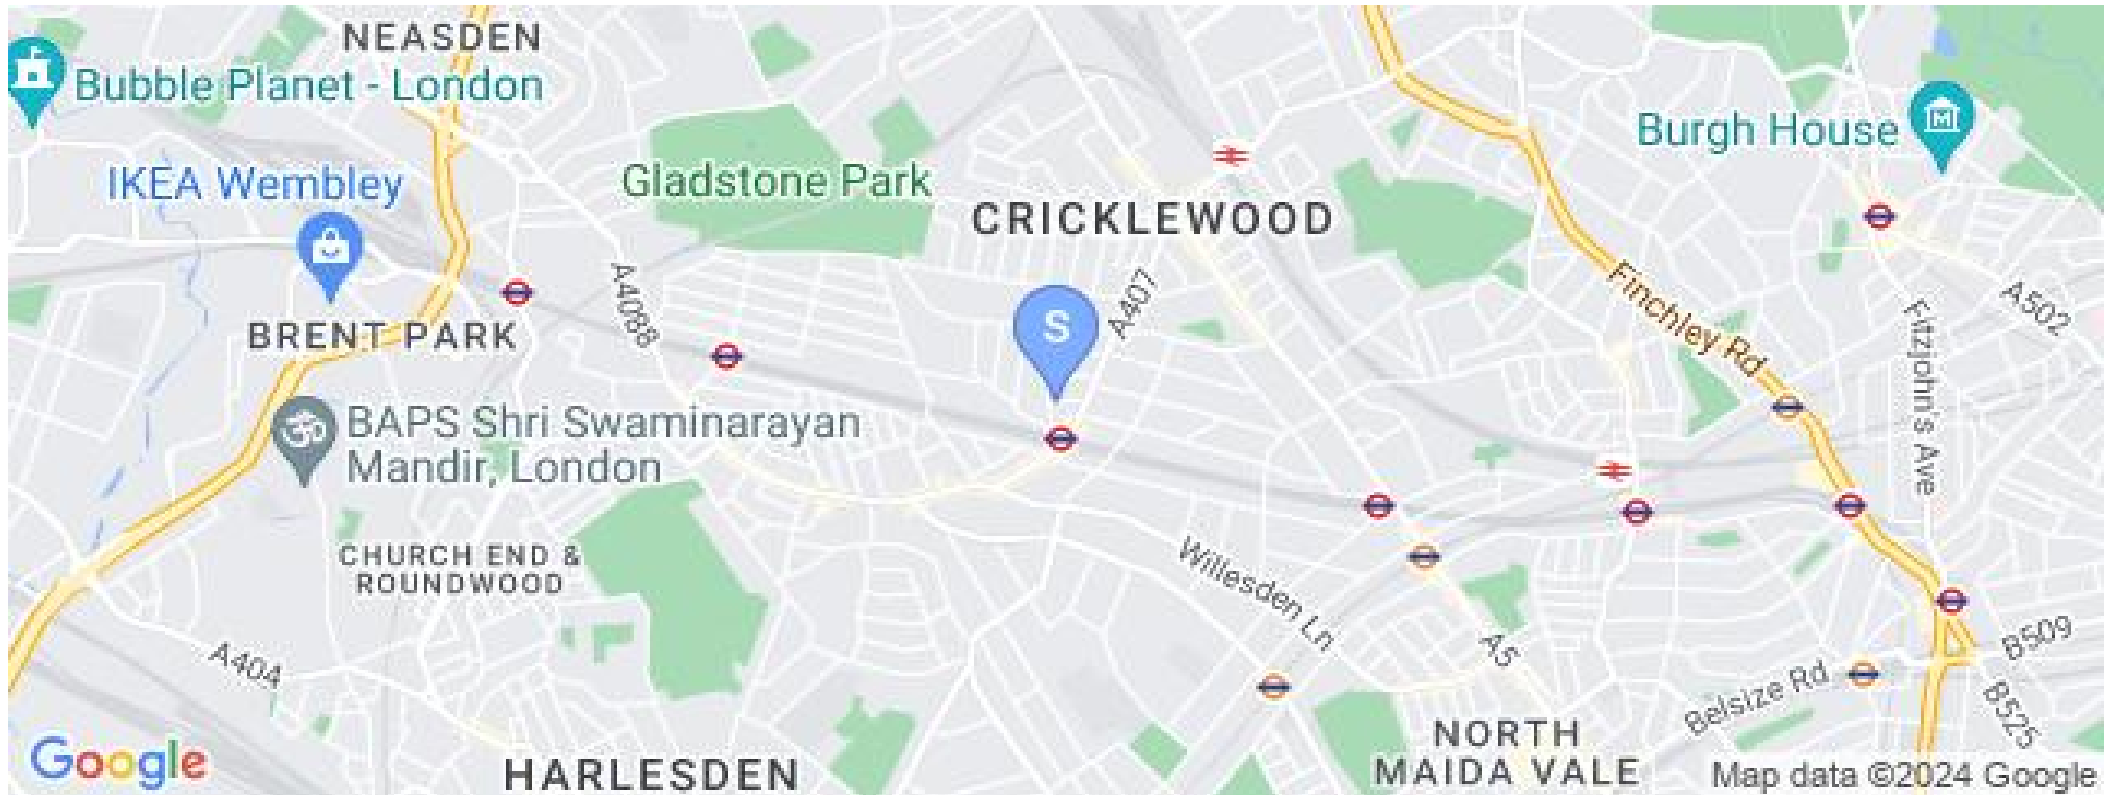 NEASDEN
Bubble Planet - London
Burgh House
IKEA Wembley
Gladstone Park
CRICKLEWOOD
A4088
A407
S
Finchley Rd
A502
Fitzjohn's Ave
BRENT PARK
BAPS Shri Swaminarayan
Mandir, London
CHURCH END &
ROUNDWOOD
Willesden Ln
A5
B509
A404
Belsize Rd
B525
NORTH
MAIDA VALE
HARLESDEN
Google
Map data ©2024 Google